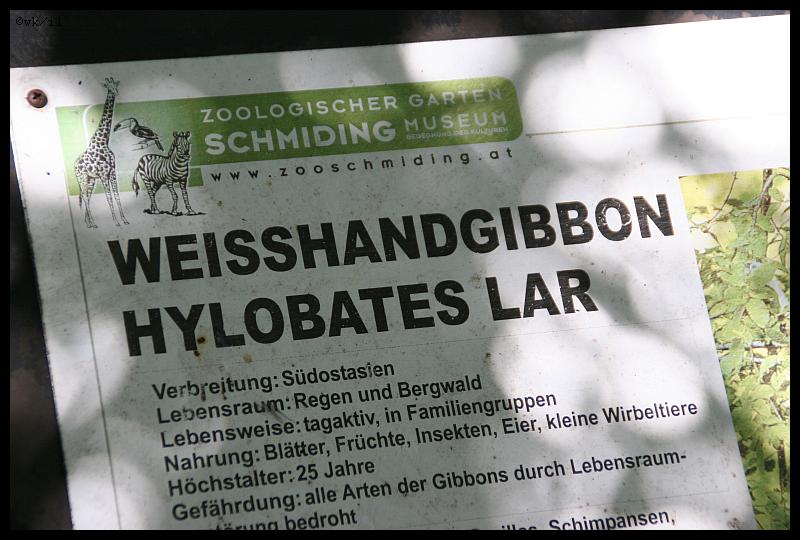 ©wk/il
ZOOLOGISCHER GARTEN
SCHMIDING MUSEUM
BEGEGNUNG DER KULTUREN
www.zooschmiding.at
WEISSHANDGIBBON
HYLOBATES LAR
Verbreitung: Südostasien
Lebensraum: Regen und Bergwald
Lebensweise: tagaktiv, in Familiengruppen
Nahrung: Blätter, Früchte, Insekten, Eier, kleine Wirbeltiere
Höchstalter: 25 Jahre
Gefährdung: alle Arten der Gibbons durch Lebensraum-
törung bedroht
Schimpansen,